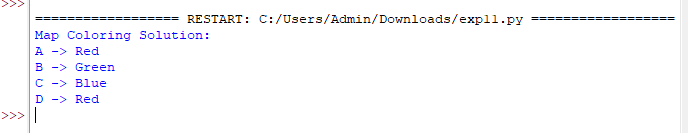 >>>
================== RESTART: C:/Users/Admin/Downloads/exp11.py ==================
Map Coloring Solution:
A -> Red
B -> Green
C -> Blue
D -> Red
>>>